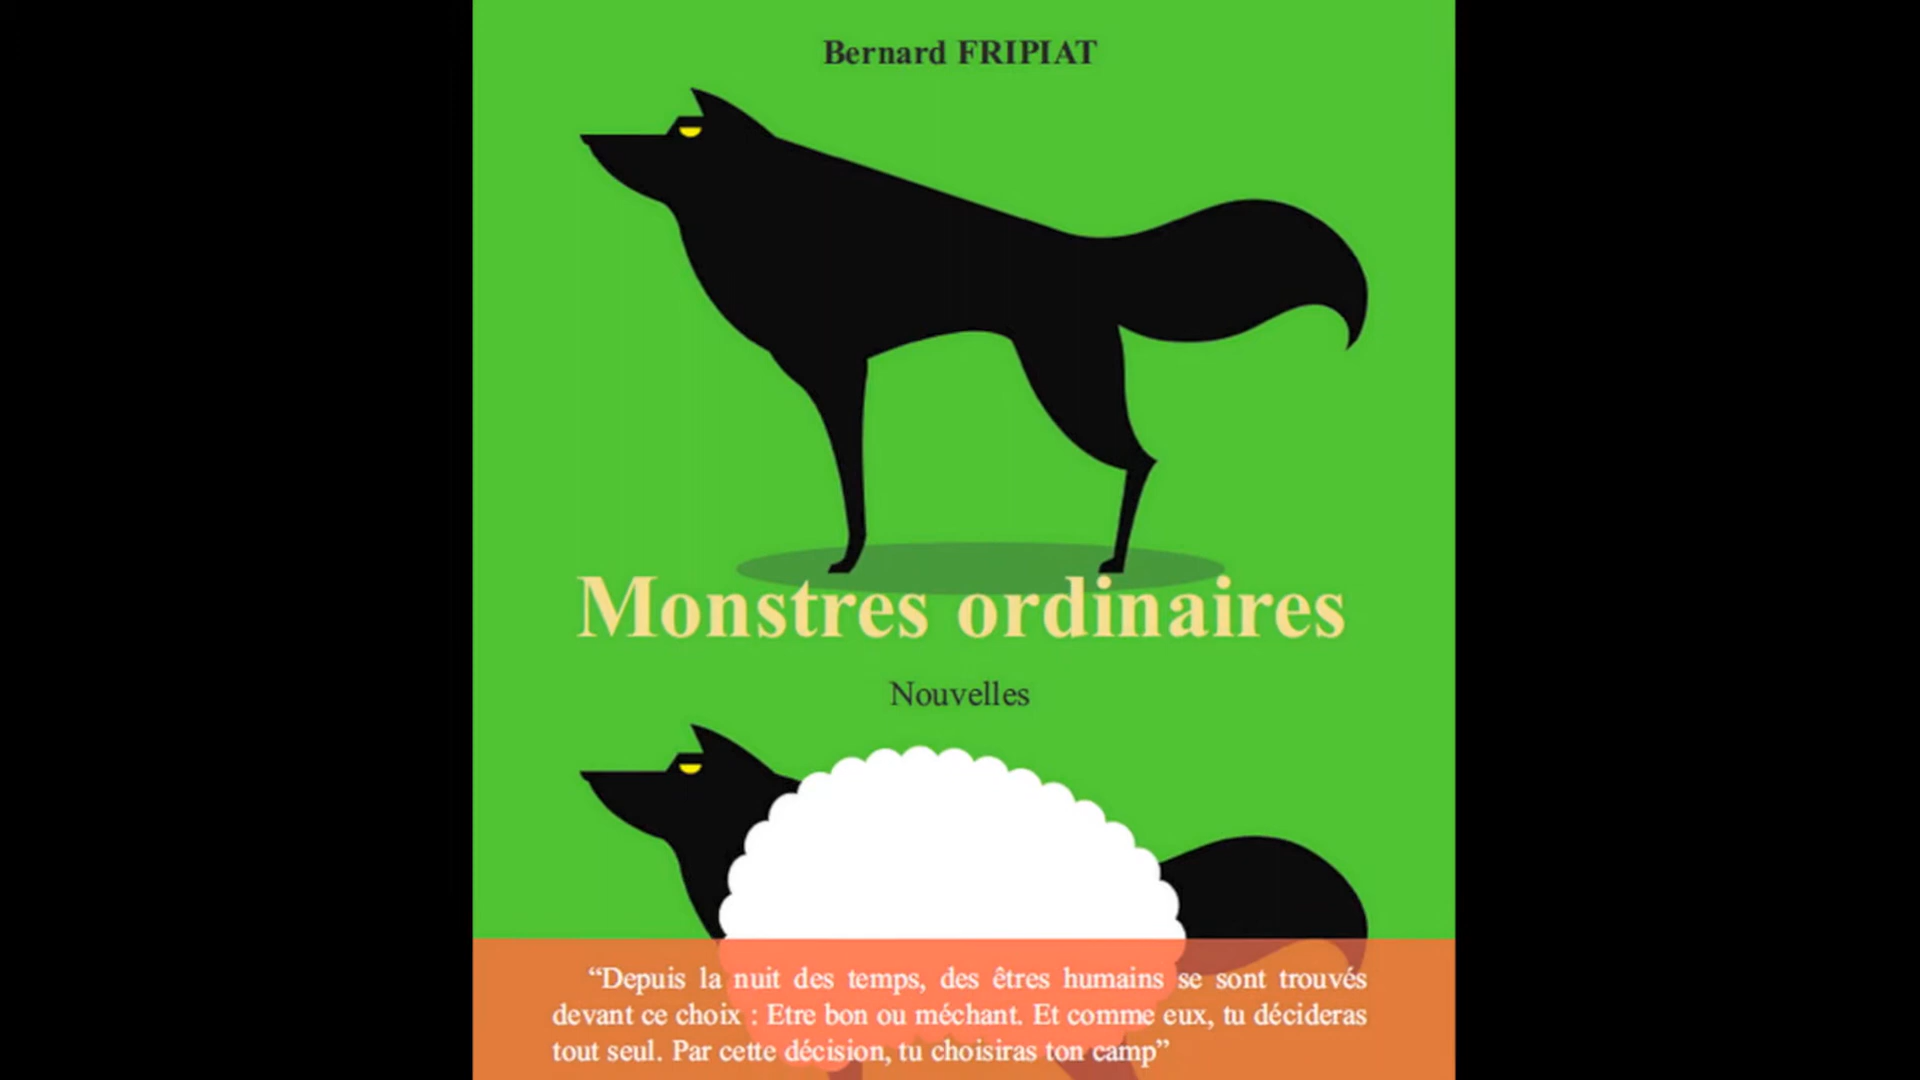 Bernard FRIPIAT
Monstres ordinaires
Nouvelles
“Depuis la nuit des temps, des êtres humains se sont trouvés
devant ce choix : Etre bon ou méchant. Et comme eux, tu décideras
tout seul. Par cette décision, tu choisiras ton camp”